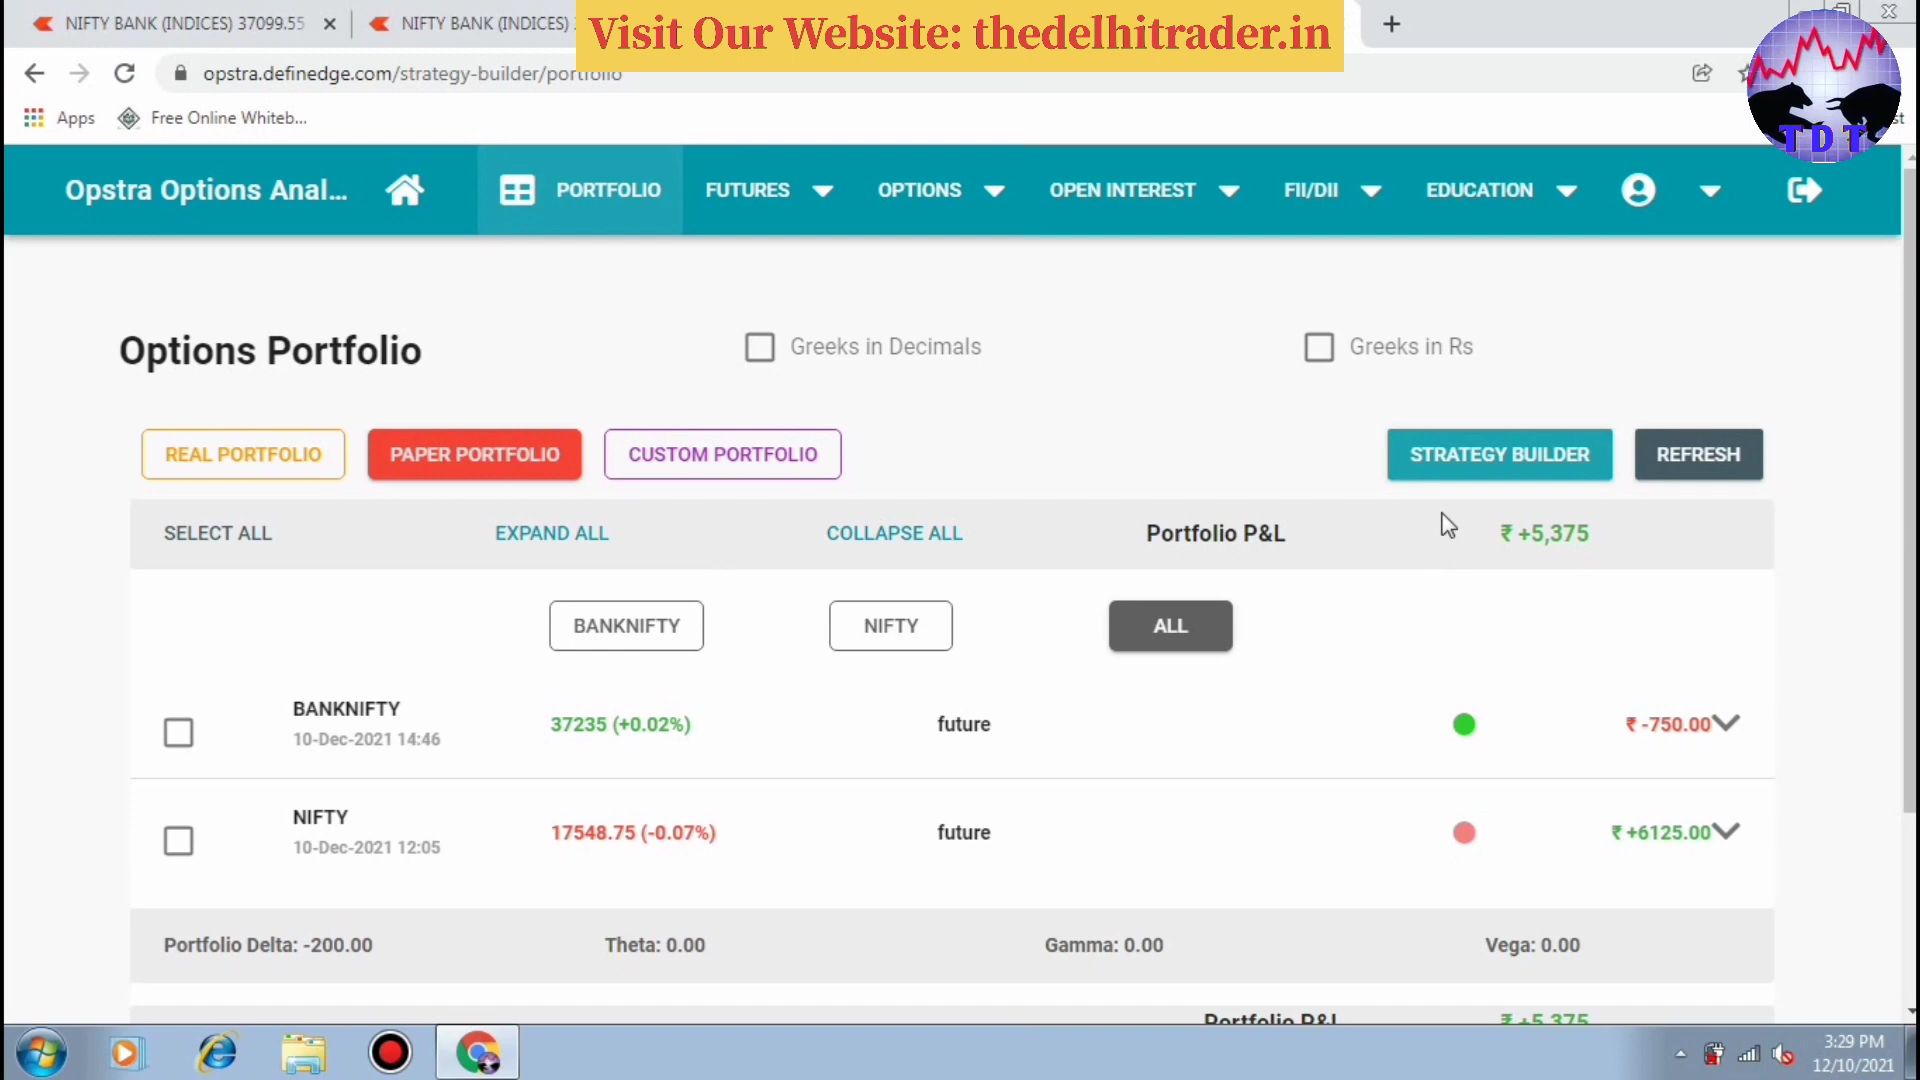 NIFTY BANK (INDICES) 37099.55
NIFTY BANK (INDICES)
Visit Our Website: thedelhitrader.in
opstra.definedge.com/strategy-builder/portfolio
Apps
Free Online Whiteb...
TDT
Opstra Options Anal...
PORTFOLIO
FUTURES
OPTIONS
OPEN INTEREST
FII/DII
EDUCATION
Options Portfolio
Greeks in Decimals
Greeks in Rs
REAL PORTFOLIO
PAPER PORTFOLIO
CUSTOM PORTFOLIO
STRATEGY BUILDER
REFRESH
SELECT ALL
EXPAND ALL
COLLAPSE ALL
Portfolio P&L
₹ +5,375
BANKNIFTY
NIFTY
ALL
BANKNIFTY
10-Dec-2021 14:46
37235 (+0.02%)
future
₹ -750.00
NIFTY
10-Dec-2021 12:05
17548.75 (-0.07%)
future
₹ +6125.00
Portfolio Delta: -200.00
Theta: 0.00
Gamma: 0.00
Vega: 0.00
Portfolio P&L
₹ +5,375
3:29 PM
12/10/2021